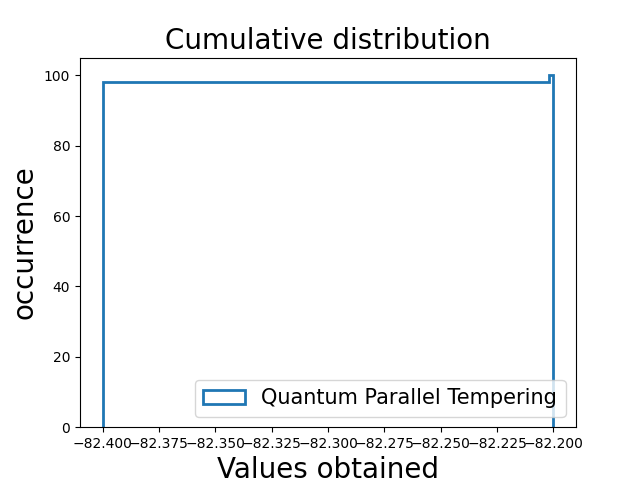 Cumulative distribution
occurrence
100
80
60
40
20
0
Quantum Parallel Tempering
−82.400 −82.375 −82.350 −82.325 −82.300 −82.275 −82.250 −82.225 −82.200
Values obtained